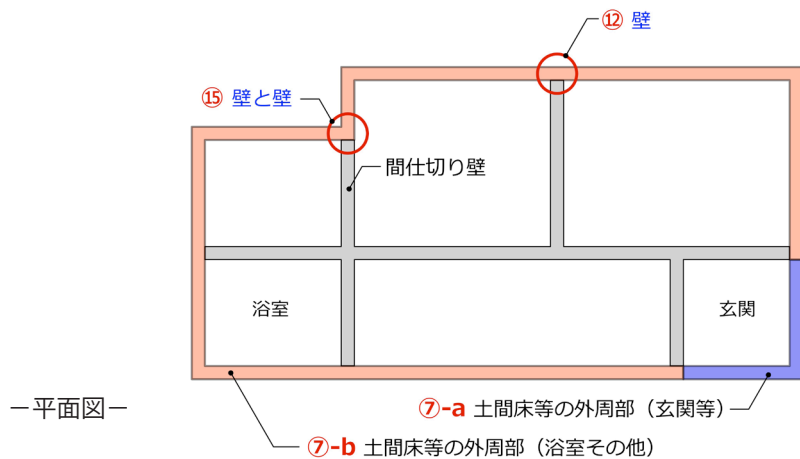 ⑫ 壁
⑮ 壁と壁
間仕切り壁
浴室
玄関
－平面図－
⑦-a 土間床等の外周部（玄関等）
⑦-b 土間床等の外周部（浴室その他）